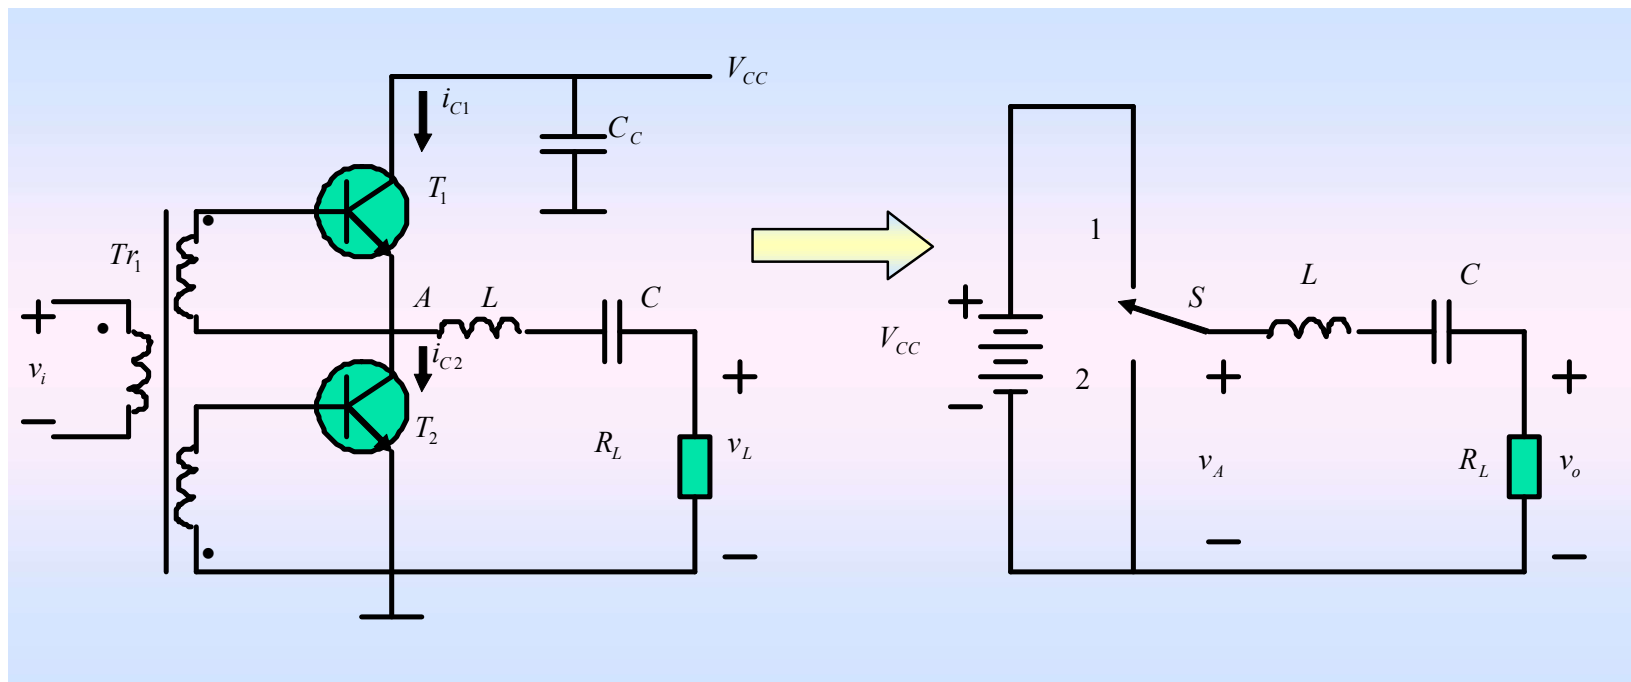 V_CC
i_C1
C_C
T_1
Tr_1
A
L
C
+
v_i
−
i_C2
T_2
+
R_L
v_L
−
1
S
L
C
+
V_CC
−
2
+
v_A
−
+
R_L
v_o
−